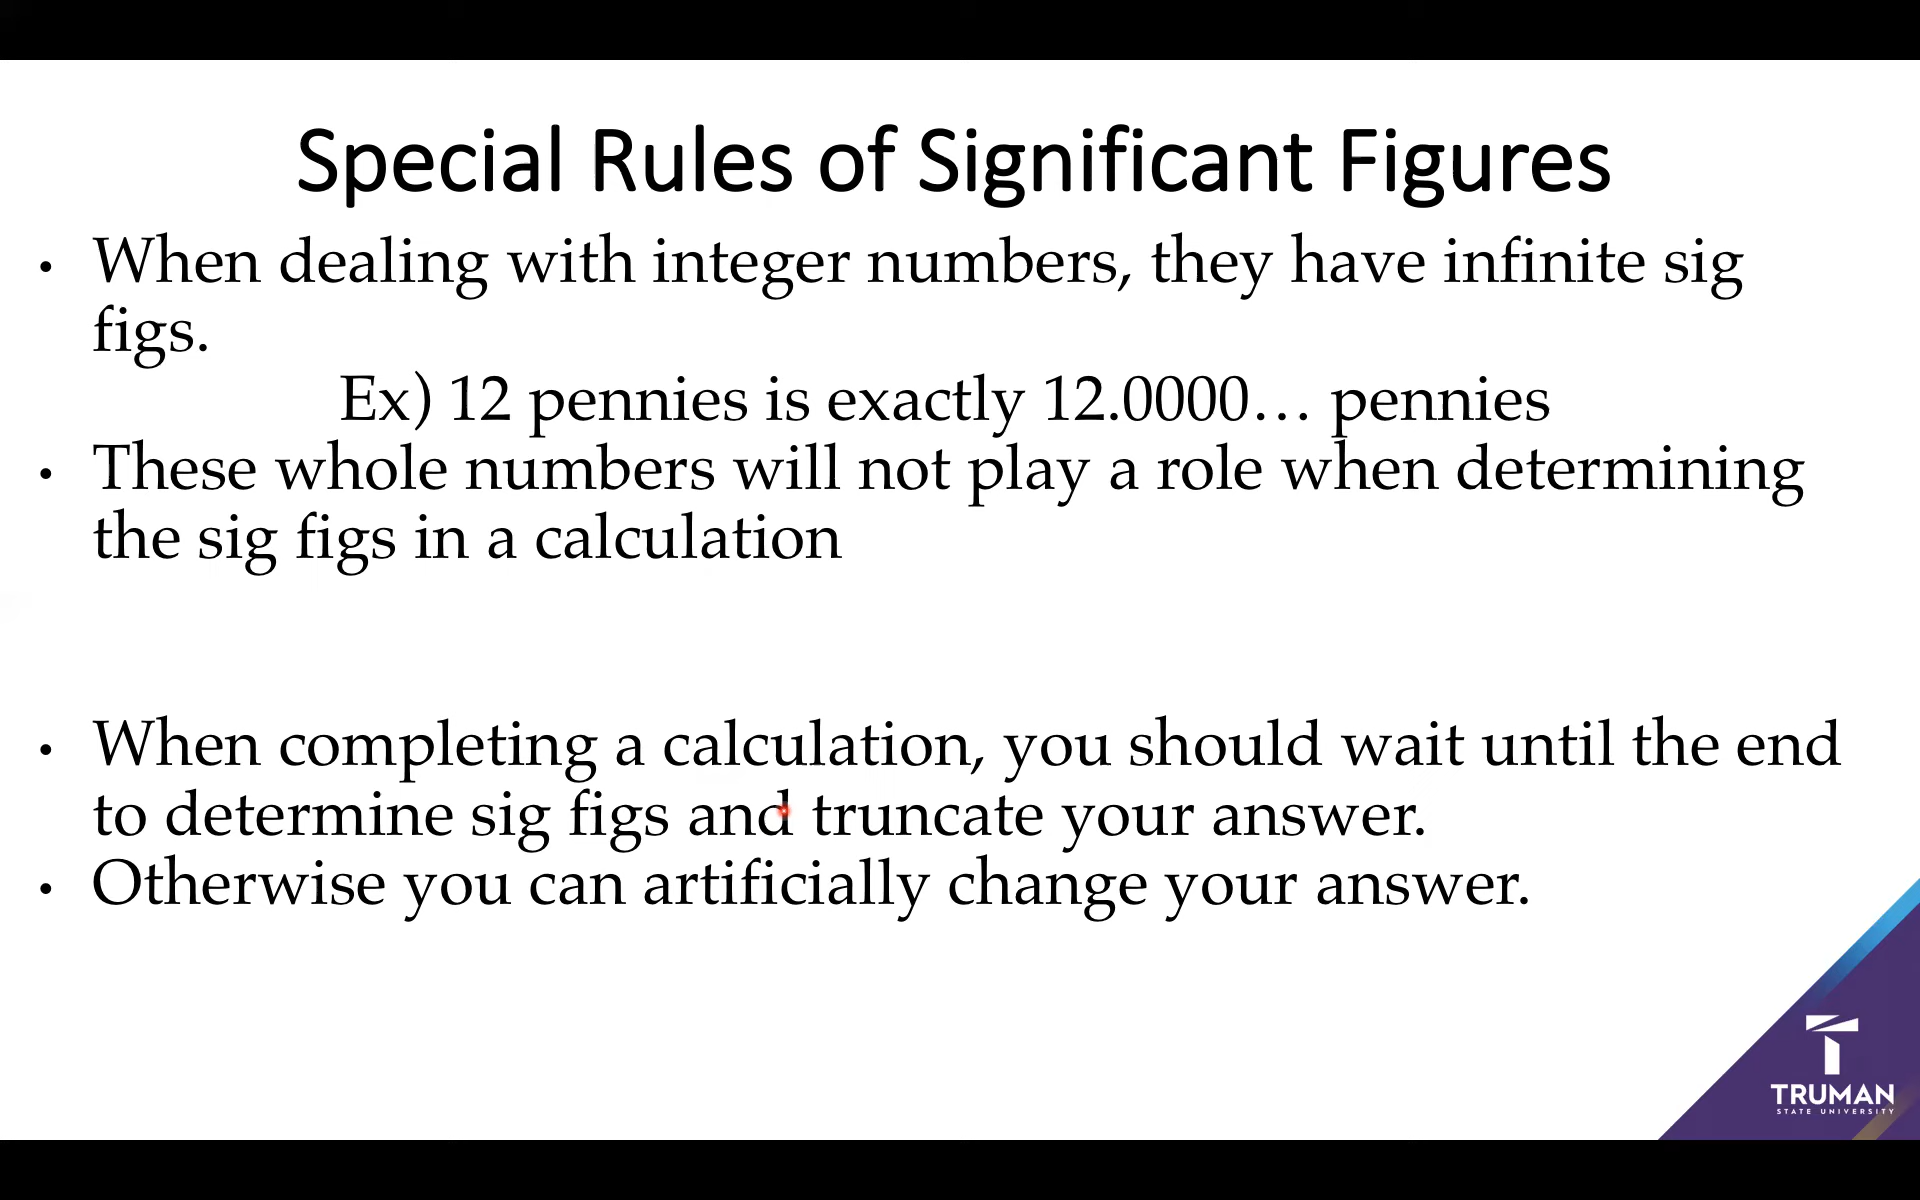 Special Rules of Significant Figures
• When dealing with integer numbers, they have infinite sig
figs.
Ex) 12 pennies is exactly 12.0000… pennies
• These whole numbers will not play a role when determining
the sig figs in a calculation
• When completing a calculation, you should wait until the end
to determine sig figs and truncate your answer.
• Otherwise you can artificially change your answer.
TRUMAN
STATE UNIVERSITY